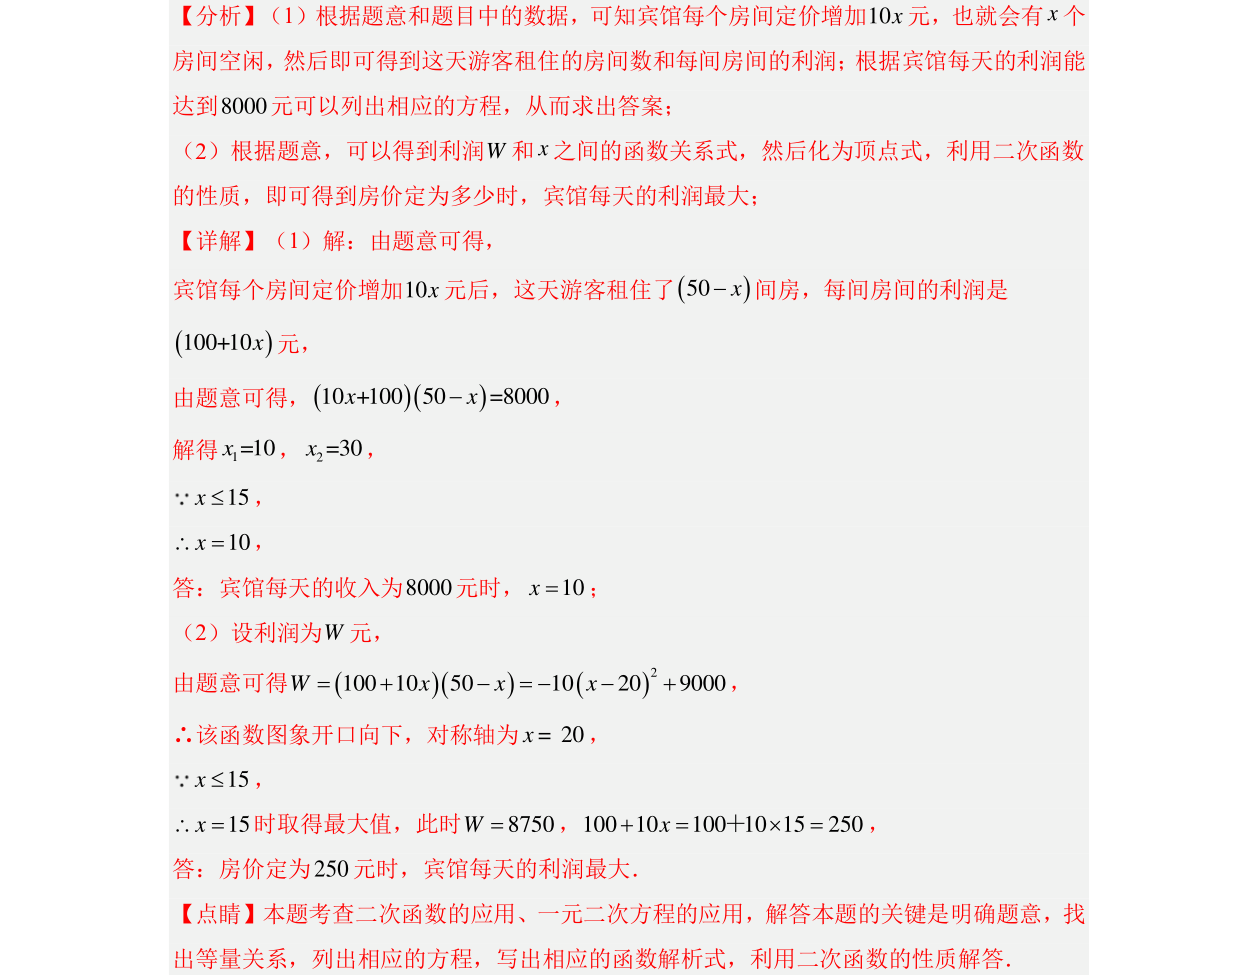 【分析】（1）根据题意和题目中的数据，可知宾馆每个房间定价增加10x元，也就会有x个
房间空闲，然后即可得到这天游客租住的房间数和每间房间的利润；根据宾馆每天的利润能
达到8000元可以列出相应的方程，从而求出答案；
（2）根据题意，可以得到利润W和x之间的函数关系式，然后化为顶点式，利用二次函数
的性质，即可得到房价定为多少时，宾馆每天的利润最大；
【详解】（1）解：由题意可得，
宾馆每个房间定价增加10x元后，这天游客租住了(50−x)间房，每间房间的利润是
(100+10x)元，
由题意可得，(10x+100)(50−x)=8000，
解得x₁=10，x₂=30，
∵x≤15，
∴x=10，
答：宾馆每天的收入为8000元时，x=10；
（2）设利润为W元，
由题意可得W=(100+10x)(50−x)=−10(x−20)²+9000，
∴该函数图象开口向下，对称轴为x= 20，
∵x≤15，
∴x=15时取得最大值，此时W=8750，100+10x=100+10×15=250，
答：房价定为250元时，宾馆每天的利润最大．
【点睛】本题考查二次函数的应用、一元二次方程的应用，解答本题的关键是明确题意，找
出等量关系，列出相应的方程，写出相应的函数解析式，利用二次函数的性质解答．